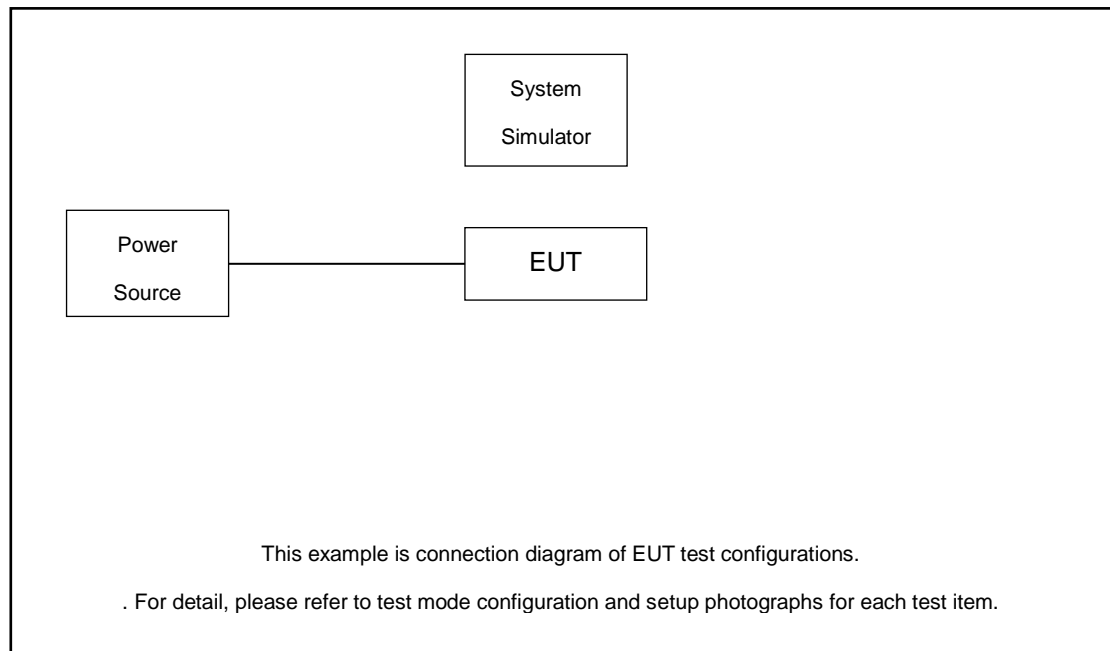 System
Simulator
Power
Source
EUT
This example is connection diagram of EUT test configurations.
. For detail, please refer to test mode configuration and setup photographs for each test item.